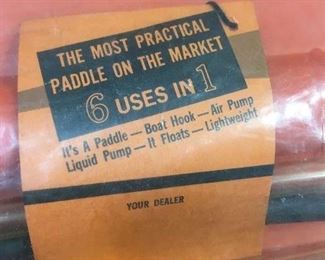 THE MOST PRACTICAL
PADDLE ON THE MARKET
6 USES IN 1
It's A Paddle — Boat Hook — Air Pump
Liquid Pump — It Floats — Lightweight
YOUR DEALER